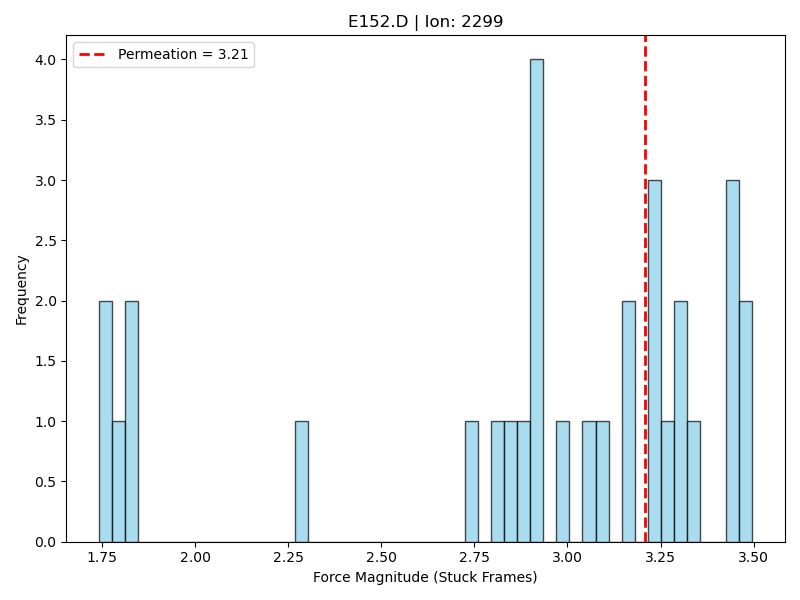 E152.D | Ion: 2299
Permeation = 3.21
Frequency
4.0
3.5
3.0
2.5
2.0
1.5
1.0
0.5
0.0
1.75 2.00 2.25 2.50 2.75 3.00 3.25 3.50
Force Magnitude (Stuck Frames)